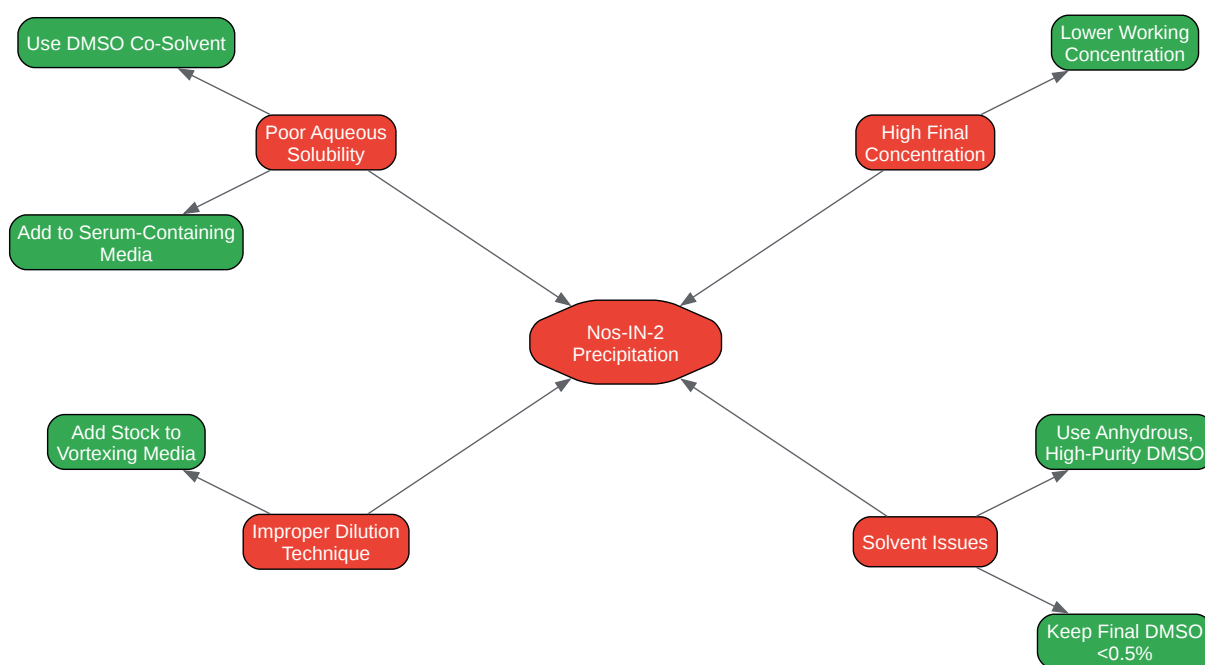 Use DMSO Co-Solvent
Lower Working
Concentration
Poor Aqueous
Solubility
High Final
Concentration
Add to Serum-Containing
Media
Nos-IN-2
Precipitation
Add Stock to
Vortexing Media
Use Anhydrous,
High-Purity DMSO
Improper Dilution
Technique
Solvent Issues
Keep Final DMSO
<0.5%